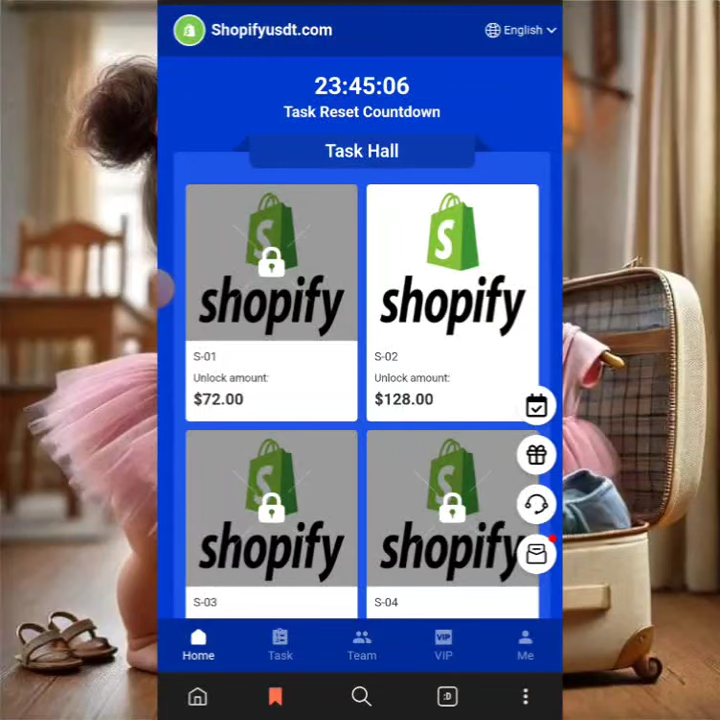 Shopifyusdt.com
English
23:45:06
Task Reset Countdown
Task Hall
shopify
shopify
S-01
S-02
Unlock amount:
Unlock amount:
$72.00
$128.00
shopify
shopify
S-03
S-04
VIP
Home
Task
Team
VIP
Me
:D